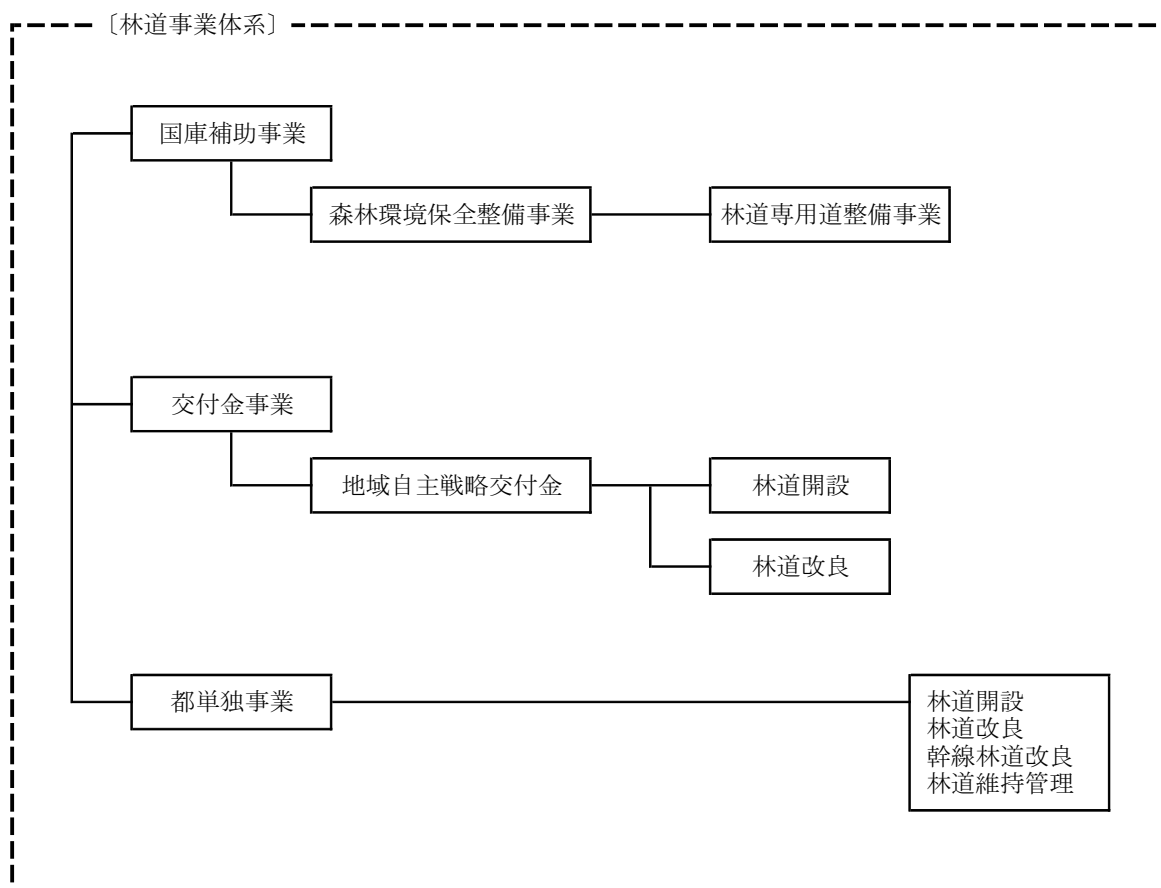 〔林道事業体系〕
国庫補助事業
森林環境保全整備事業
林道専用道整備事業
交付金事業
地域自主戦略交付金
林道開設
林道改良
都単独事業
林道開設
林道改良
幹線林道改良
林道維持管理